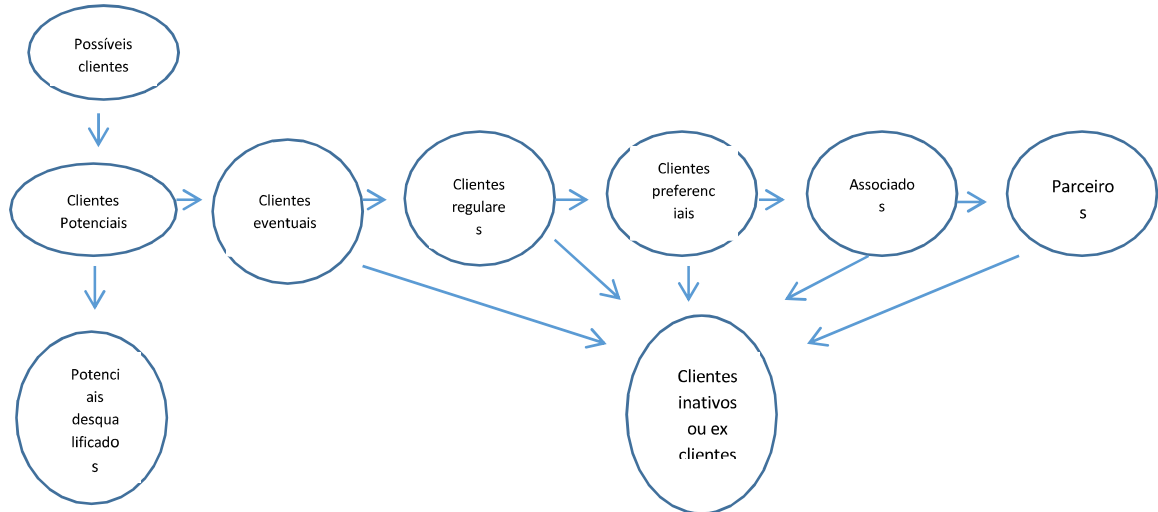 Possíveis
clientes
Clientes
Potenciais
Clientes
eventuais
Clientes
regulare
s
Clientes
preferenc
iais
Associado
s
Parceiro
s
Potenci
ais
desqua
lificado
s
Clientes
inativos
ou ex
clientes